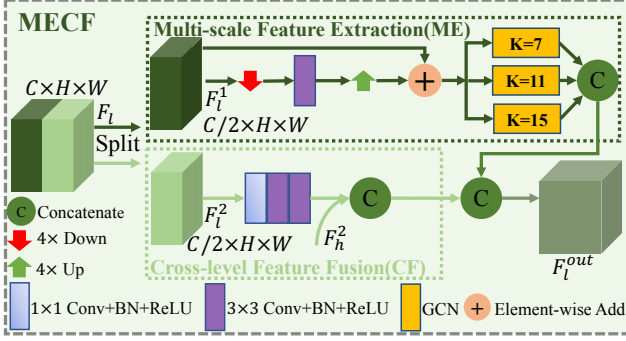 MECF
Multi-scale Feature Extraction(ME)
C×H×W
F_l
Split
F_l^1
C/2×H×W
K=7
K=11
K=15
C
F_l^2
C/2×H×W
F_h^2
C
C
F_l^out
Cross-level Feature Fusion(CF)
C Concatenate
4× Down
4× Up
1×1 Conv+BN+ReLU
3×3 Conv+BN+ReLU
GCN
Element-wise Add